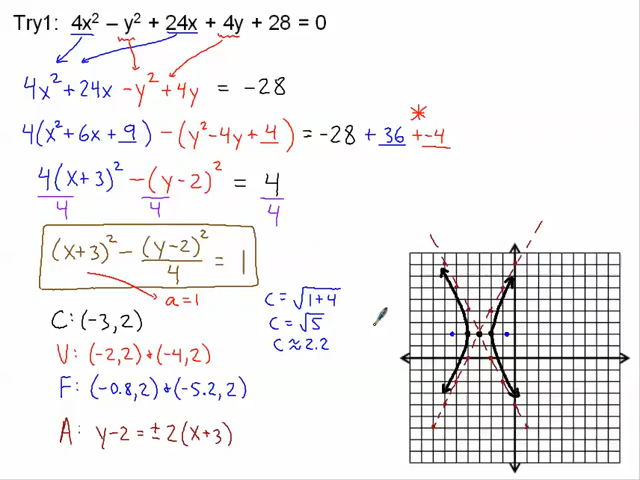 Try1: 4x² – y² + 24x + 4y + 28 = 0
4x² + 24x - y² + 4y = -28
4(x² + 6x + 9) - (y² - 4y + 4) = -28 + 36 + -4
*
4(x+3)² - (y-2)² = 4
4 4 4
(x+3)² - (y-2)²/4 = 1
a = 1
C: (-3, 2)
V: (-2, 2) + (-4, 2)
F: (-0.8, 2) + (-5.2, 2)
A: y-2 = ± 2(x+3)
c = √1+4
c = √5
c ≈ 2.2